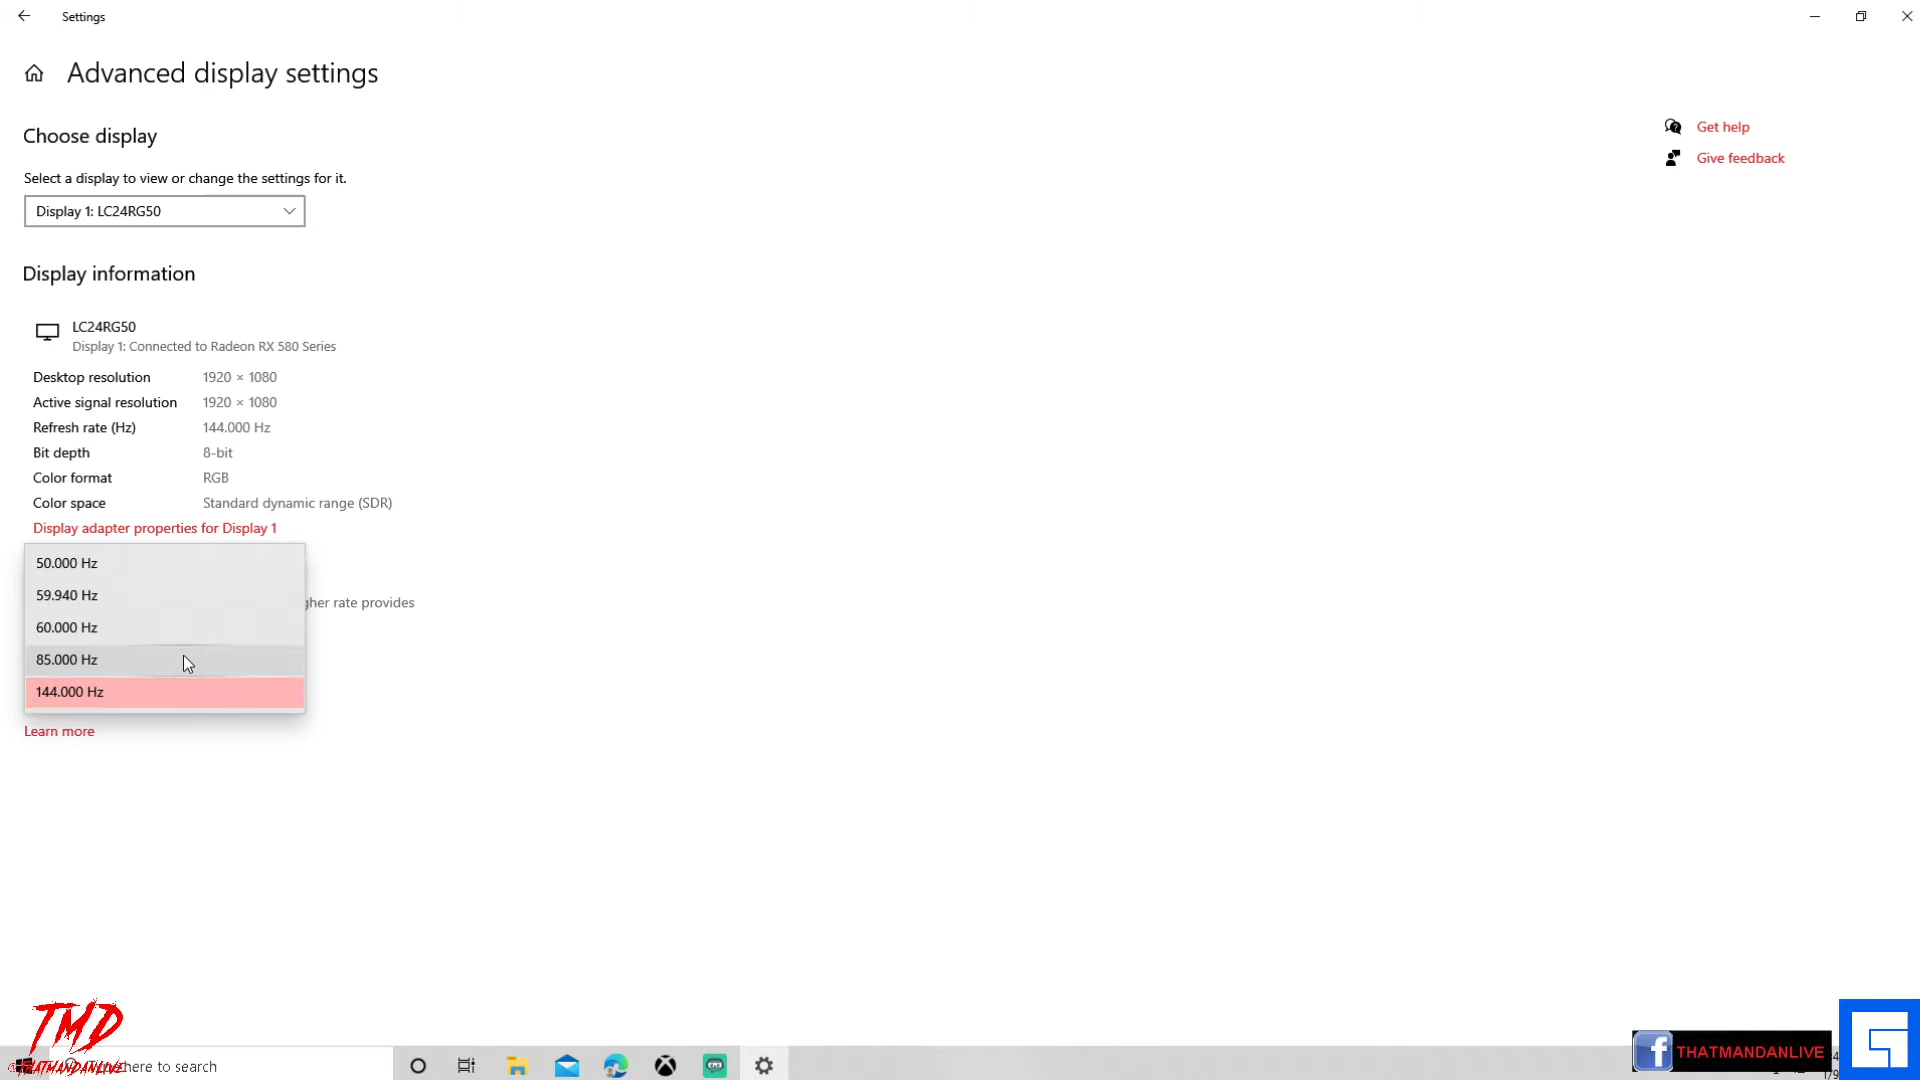 Settings
Advanced display settings
Choose display
Get help
Give feedback
Select a display to view or change the settings for it.
Display 1: LC24RG50
Display information
LC24RG50
Display 1: Connected to Radeon RX 580 Series
Desktop resolution 1920 × 1080
Active signal resolution 1920 × 1080
Refresh rate (Hz) 144.000 Hz
Bit depth 8-bit
Color format RGB
Color space Standard dynamic range (SDR)
Display adapter properties for Display 1
50.000 Hz
59.940 Hz
gher rate provides
60.000 Hz
85.000 Hz
144.000 Hz
Learn more
TMD
@THATMANDANLIVE
here to search
f THATMANDANLIVE